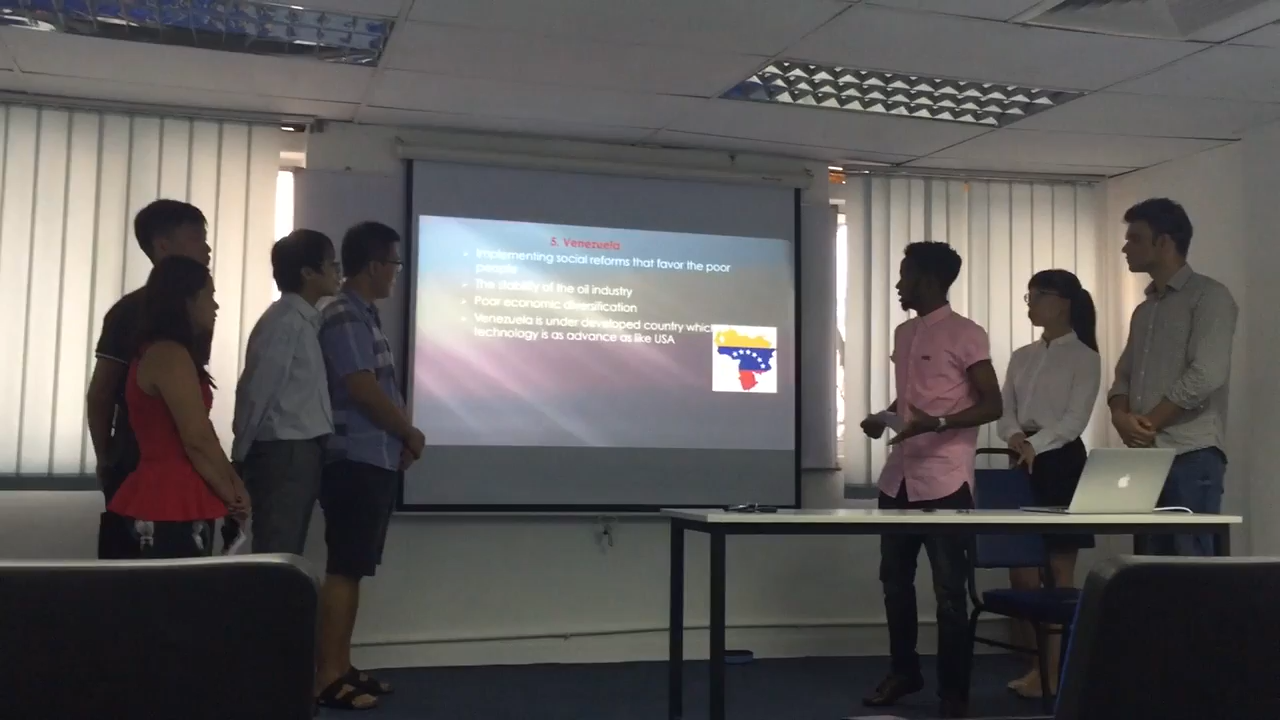 5. Venezuela
Implementing social reforms that favor the poor
people
The stability of the oil industry
Poor economic diversification
Venezuela is under developed country which
technology is as advance as like USA